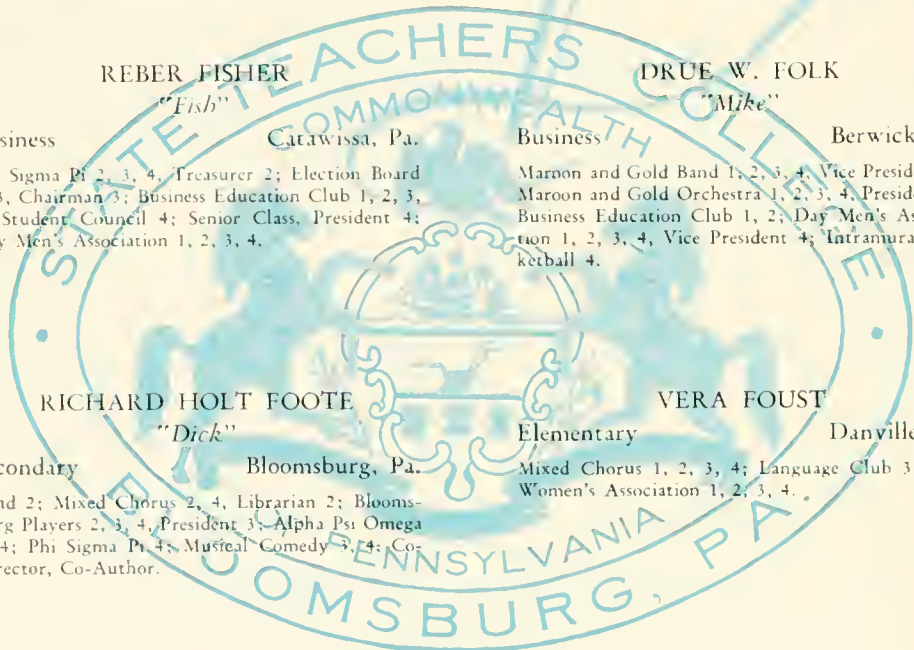 REBER FISHER
"Fish"
siness Catawissa, Pa.
Sigma Pi 2, 3, 4, Treasurer 2; Election Board
3, Chairman 3; Business Education Club 1, 2, 3,
Student Council 4; Senior Class, President 4;
y Men's Association 1, 2, 3, 4.
DRUE W. FOLK
"Mike"
Business Berwick
Maroon and Gold Band 1, 2, 3, 4, Vice Presid
Maroon and Gold Orchestra 1, 2, 3, 4, Presid
Business Education Club 1, 2; Day Men's As
tion 1, 2, 3, 4, Vice President 4; Intramura
ketball 4.
RICHARD HOLT FOOTE
"Dick"
condary Bloomsburg, Pa.
nd 2; Mixed Chorus 2, 4, Librarian 2; Blooms-
rg Players 2, 3, 4, President 3; Alpha Psi Omega
4; Phi Sigma Pi 4; Musical Comedy 3, 4; Co-
rector, Co-Author.
VERA FOUST
Elementary Danville
Mixed Chorus 1, 2, 3, 4; Language Club 3
Women's Association 1, 2, 3, 4.
STATE TEACHERS COLLEGE
COMMONWEALTH
OF PENNSYLVANIA
BLOOMSBURG, PA.